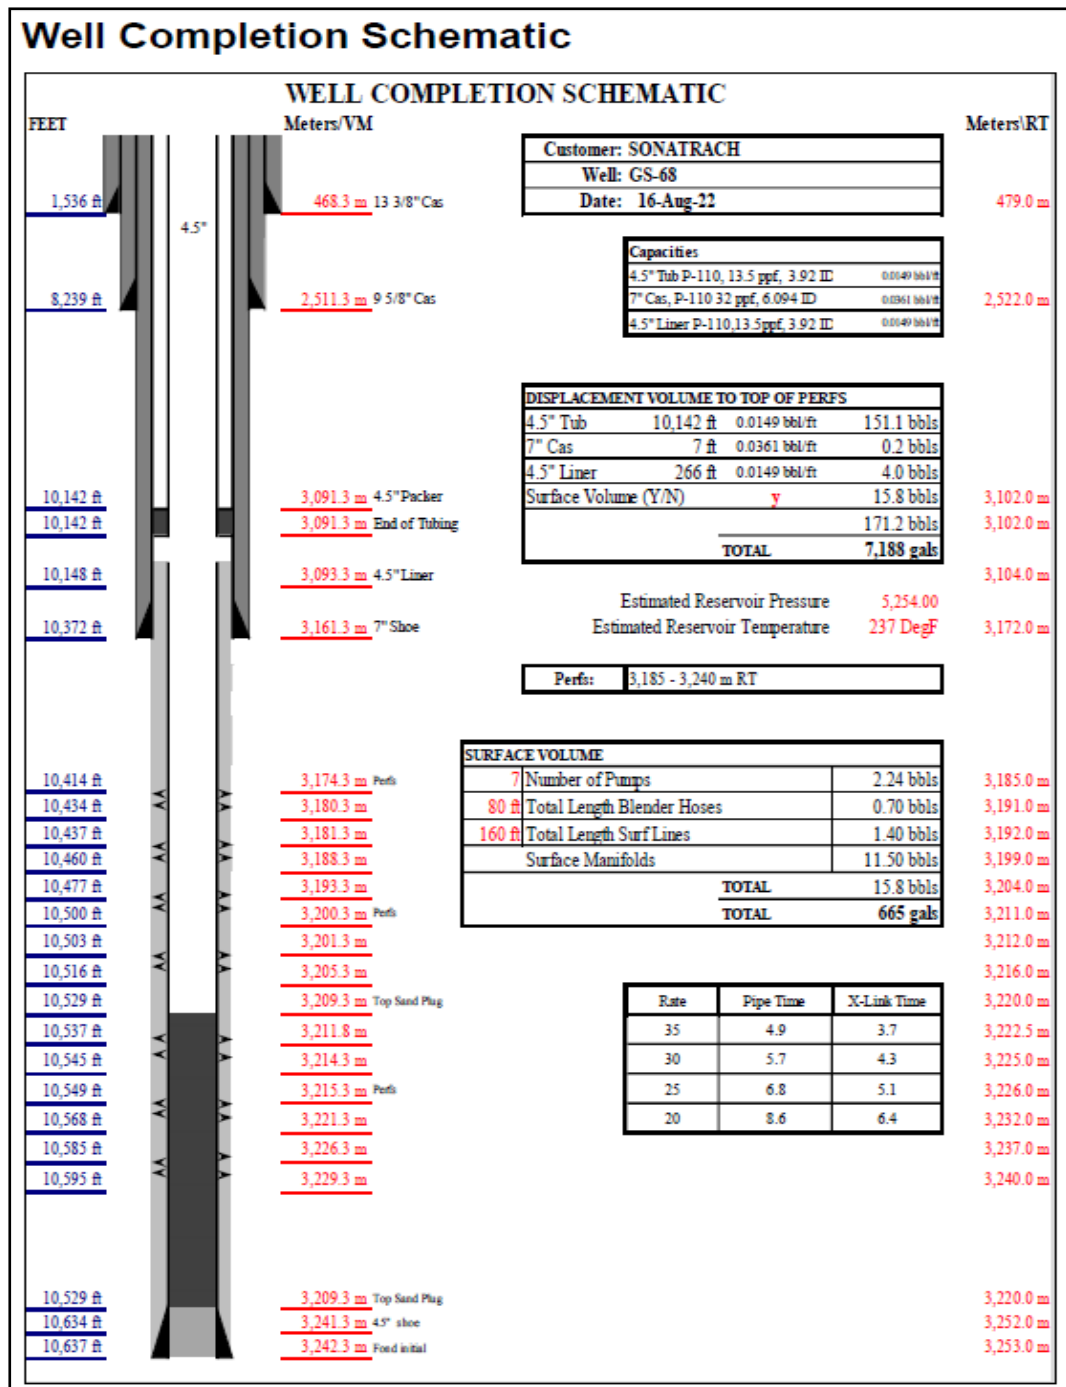 Well Completion Schematic
WELL COMPLETION SCHEMATIC
FEET Meters/VM Meters\RT
Customer: SONATRACH
Well: GS-68
Date: 16-Aug-22
1,536 ft 468.3 m 13 3/8" Cas 479.0 m
4.5"
Capacities
4.5" Tub P-110, 13.5 ppf, 3.92 ID 0.0149 bbl/ft
7" Cas, P-110 32 ppf, 6.094 ID 0.0361 bbl/ft
4.5" Liner P-110,13.5ppf, 3.92 ID 0.0149 bbl/ft
8,239 ft 2,511.3 m 9 5/8" Cas 2,522.0 m
DISPLACEMENT VOLUME TO TOP OF PERFS
4.5" Tub 10,142 ft 0.0149 bbl/ft 151.1 bbls
7" Cas 7 ft 0.0361 bbl/ft 0.2 bbls
4.5" Liner 266 ft 0.0149 bbl/ft 4.0 bbls
Surface Volume (Y/N) y 15.8 bbls
171.2 bbls
TOTAL 7,188 gals
10,142 ft 3,091.3 m 4.5" Packer 3,102.0 m
10,142 ft 3,091.3 m End of Tubing 3,102.0 m
10,148 ft 3,093.3 m 4.5" Liner 3,104.0 m
Estimated Reservoir Pressure 5,254.00
Estimated Reservoir Temperature 237 DegF
10,372 ft 3,161.3 m 7" Shoe 3,172.0 m
Perfs: 3,185 - 3,240 m RT
SURFACE VOLUME
7 Number of Pumps 2.24 bbls
80 ft Total Length Blender Hoses 0.70 bbls
160 ft Total Length Surf Lines 1.40 bbls
Surface Manifolds 11.50 bbls
TOTAL 15.8 bbls
TOTAL 665 gals
10,414 ft 3,174.3 m Perfs 3,185.0 m
10,434 ft 3,180.3 m 3,191.0 m
10,437 ft 3,181.3 m 3,192.0 m
10,460 ft 3,188.3 m 3,199.0 m
10,477 ft 3,193.3 m 3,204.0 m
10,500 ft 3,200.3 m Perfs 3,211.0 m
10,503 ft 3,201.3 m 3,212.0 m
10,516 ft 3,205.3 m 3,216.0 m
10,529 ft 3,209.3 m Top Sand Plug 3,220.0 m
10,537 ft 3,211.8 m 3,222.5 m
10,545 ft 3,214.3 m 3,225.0 m
10,549 ft 3,215.3 m Perfs 3,226.0 m
10,568 ft 3,221.3 m 3,232.0 m
10,585 ft 3,226.3 m 3,237.0 m
10,595 ft 3,229.3 m 3,240.0 m
Rate Pipe Time X-Link Time
35 4.9 3.7
30 5.7 4.3
25 6.8 5.1
20 8.6 6.4
10,529 ft 3,209.3 m Top Sand Plug 3,220.0 m
10,634 ft 3,241.3 m 4.5" shoe 3,252.0 m
10,637 ft 3,242.3 m Fond initial 3,253.0 m